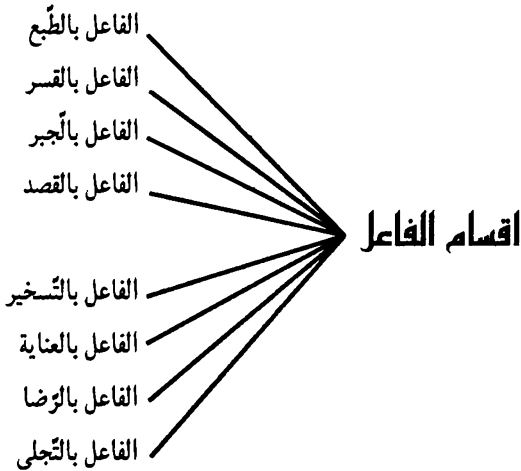 اقسام الفاعل
الفاعل بالطّبع
الفاعل بالقسر
الفاعل بالّجبر
الفاعل بالقصد
الفاعل بالتّسخير
الفاعل بالعناية
الفاعل بالرّضا
الفاعل بالتّجلی